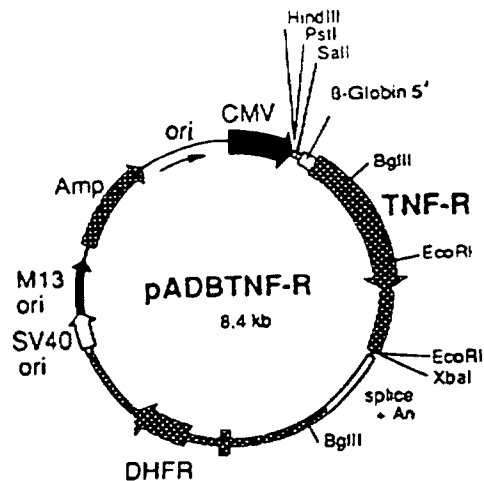 HindIII
PstI
SalI
ß-Globin 5'
CMV
ori
BglII
Amp
TNF-R
EcoRI
M13
ori
pADBTNF-R
8.4 kb
SV40
ori
EcoRI
XbaI
splice
+ An
BglII
DHFR